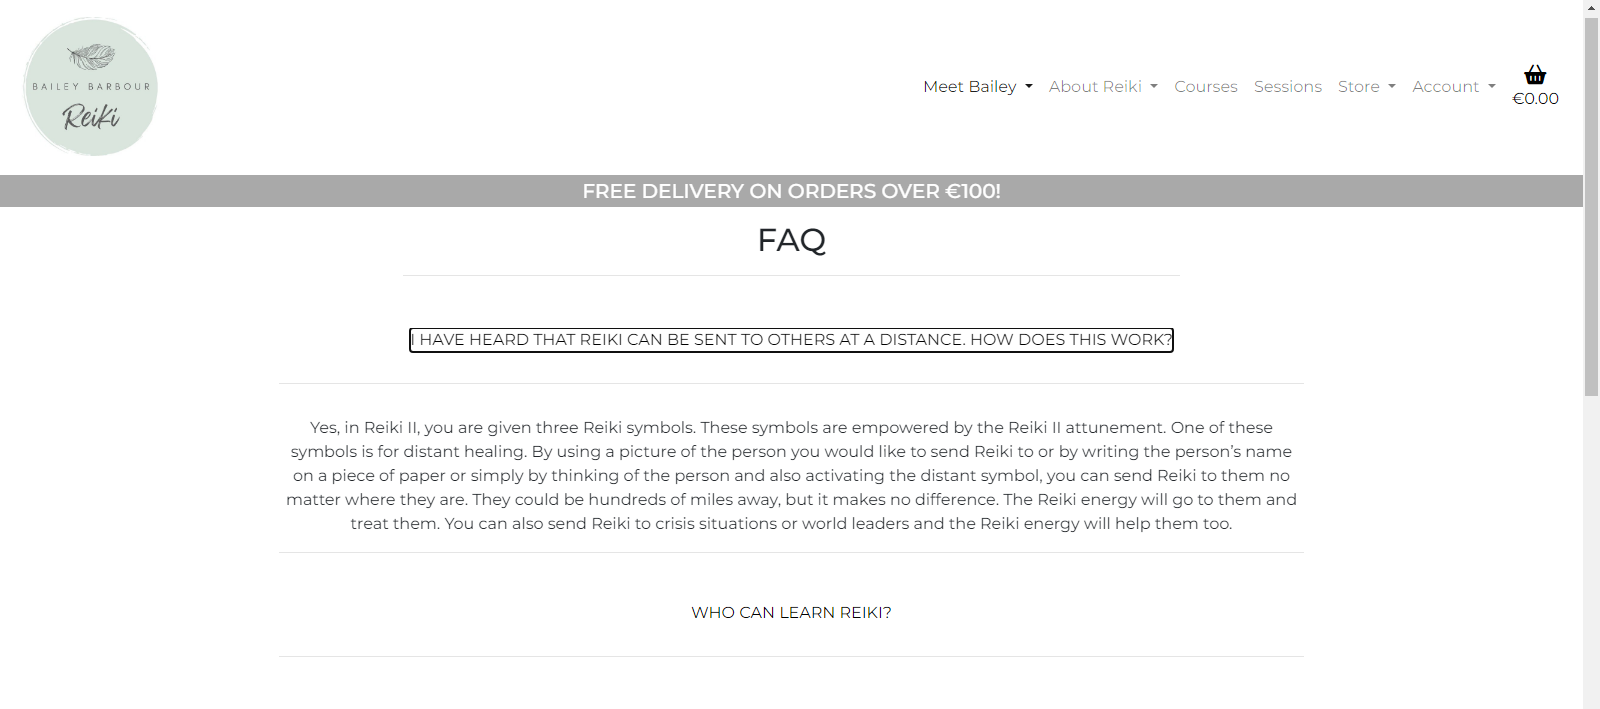 BAILEY BARBOUR
Reiki
Meet Bailey About Reiki Courses Sessions Store Account
€0.00
FREE DELIVERY ON ORDERS OVER €100!
FAQ
I HAVE HEARD THAT REIKI CAN BE SENT TO OTHERS AT A DISTANCE. HOW DOES THIS WORK?
Yes, in Reiki II, you are given three Reiki symbols. These symbols are empowered by the Reiki II attunement. One of these
symbols is for distant healing. By using a picture of the person you would like to send Reiki to or by writing the person’s name
on a piece of paper or simply by thinking of the person and also activating the distant symbol, you can send Reiki to them no
matter where they are. They could be hundreds of miles away, but it makes no difference. The Reiki energy will go to them and
treat them. You can also send Reiki to crisis situations or world leaders and the Reiki energy will help them too.
WHO CAN LEARN REIKI?